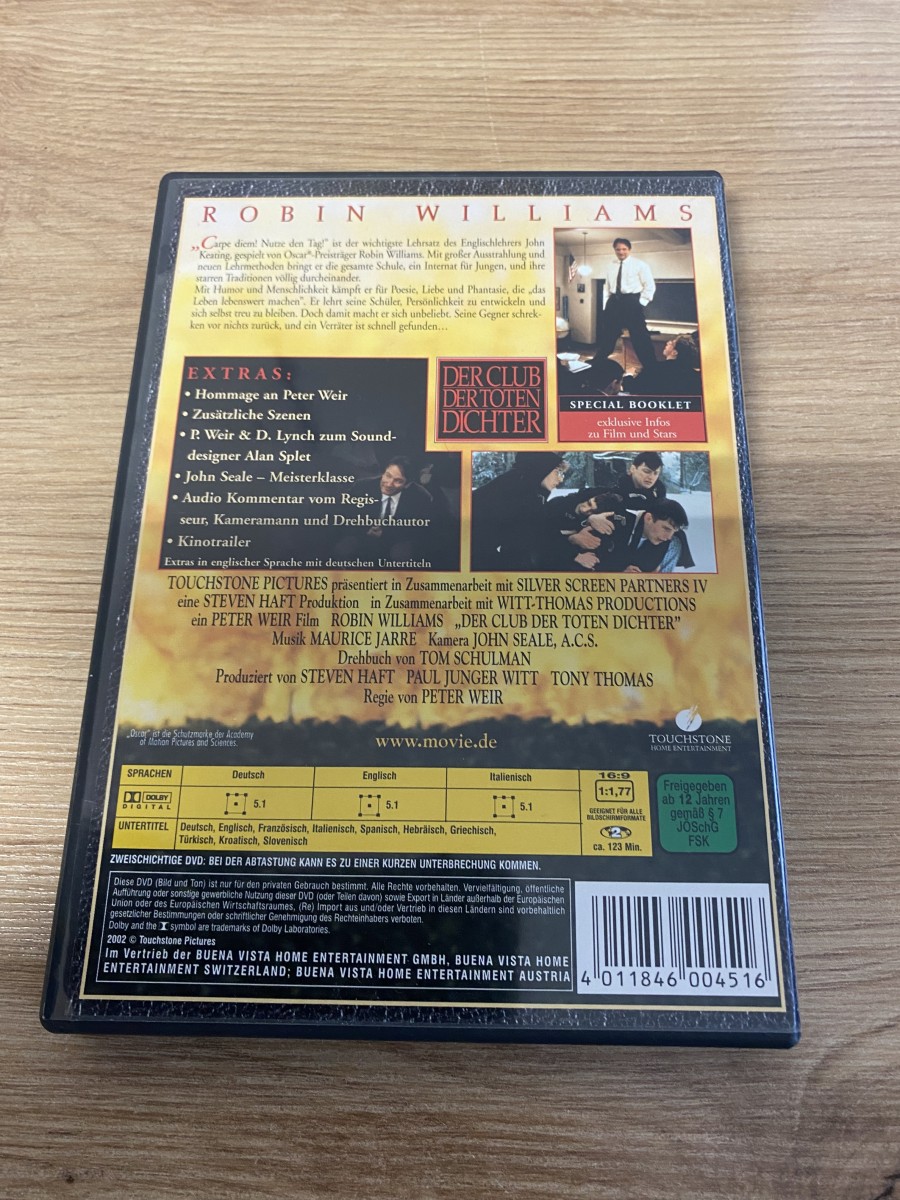 ROBIN WILLIAMS
„Carpe diem! Nutze den Tag!" ist der wichtigste Lehrsatz des Englischlehrers John
Keating, gespielt von Oscar®-Preisträger Robin Williams. Mit großer Ausstrahlung und
neuen Lehrmethoden bringt er die gesamte Schule, ein Internat für Jungen, und ihre
starren Traditionen völlig durcheinander.
Mit Humor und Menschlichkeit kämpft er für Poesie, Liebe und Phantasie, die „das
Leben lebenswert machen". Er lehrt seine Schüler, Persönlichkeit zu entwickeln und
sich selbst treu zu bleiben. Doch damit macht er sich unbeliebt. Seine Gegner schrek-
ken vor nichts zurück, und ein Verräter ist schnell gefunden…
SPECIAL BOOKLET
exklusive Infos
zu Film und Stars
EXTRAS:
• Hommage an Peter Weir
• Zusätzliche Szenen
• P. Weir & D. Lynch zum Sound-
designer Alan Splet
• John Seale – Meisterklasse
• Audio Kommentar vom Regis-
seur, Kameramann und Drehbuchautor
• Kinotrailer
Extras in englischer Sprache mit deutschen Untertiteln
DER CLUB
DER TOTEN
DICHTER
TOUCHSTONE PICTURES präsentiert in Zusammenarbeit mit SILVER SCREEN PARTNERS IV
eine STEVEN HAFT Produktion in Zusammenarbeit mit WITT-THOMAS PRODUCTIONS
ein PETER WEIR Film ROBIN WILLIAMS „DER CLUB DER TOTEN DICHTER"
Musik MAURICE JARRE Kamera JOHN SEALE, A.C.S.
Drehbuch von TOM SCHULMAN
Produziert von STEVEN HAFT PAUL JUNGER WITT TONY THOMAS
Regie von PETER WEIR
„Oscar" ist die Schutzmarke der Academy
of Motion Pictures and Sciences.
www.movie.de
TOUCHSTONE
HOME ENTERTAINMENT
SPRACHEN Deutsch Englisch Italienisch
DOLBY
DIGITAL 5.1 5.1 5.1
UNTERTITEL Deutsch, Englisch, Französisch, Italienisch, Spanisch, Hebräisch, Griechisch,
Türkisch, Kroatisch, Slovenisch
16:9
1:1,77
GEEIGNET FÜR ALLE
BILDSCHIRMFORMATE
2
ca. 123 Min.
Freigegeben
ab 12 Jahren
gemäß § 7
JÖSchG
FSK
ZWEISCHICHTIGE DVD: BEI DER ABTASTUNG KANN ES ZU EINER KURZEN UNTERBRECHUNG KOMMEN.
Diese DVD (Bild und Ton) ist nur für den privaten Gebrauch bestimmt. Alle Rechte vorbehalten. Vervielfältigung, öffentliche
Aufführung oder sonstige gewerbliche Nutzung dieser DVD (oder Teilen davon) sowie Export in Länder außerhalb der Europäischen
Union oder des Europäischen Wirtschaftsraumes, (Re) Import aus und/oder Vertrieb in diesen Ländern sind vorbehaltlich
gesetzlicher Bestimmungen oder schriftlicher Genehmigung des Rechteinhabers verboten.
Dolby and the symbol are trademarks of Dolby Laboratories.
2002 © Touchstone Pictures
Im Vertrieb der BUENA VISTA HOME ENTERTAINMENT GMBH, BUENA VISTA HOME
ENTERTAINMENT SWITZERLAND; BUENA VISTA HOME ENTERTAINMENT AUSTRIA
4 011846 004516